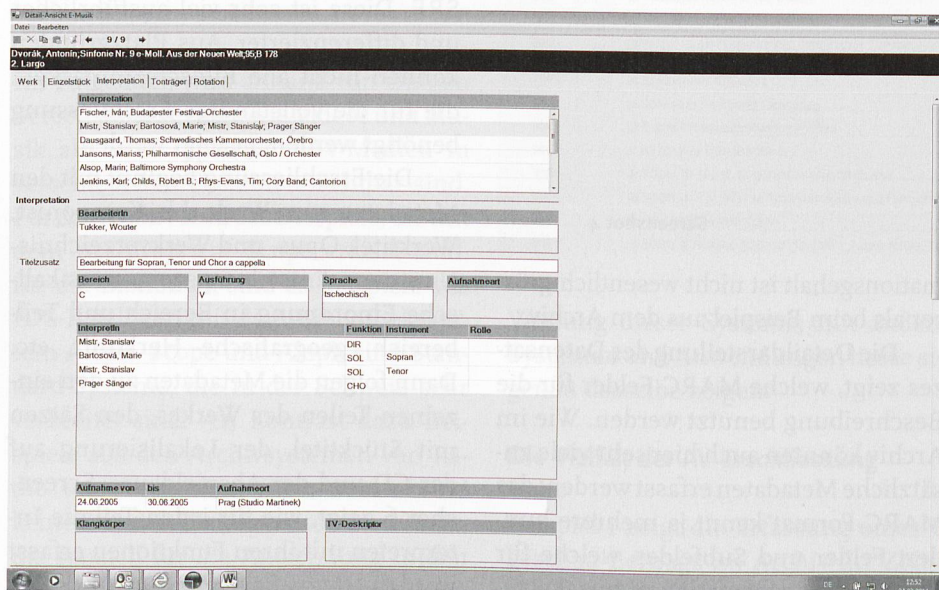 Detail-Ansicht E-Musik
Datei Bearbeiten
9 / 9
Dvorák, Antonín;Sinfonie Nr. 9 e-Moll. Aus der Neuen Welt;95;B 178
2. Largo
Werk Einzelstück Interpretation Tonträger Rotation
Interpretation
Fischer, Iván; Budapester Festival-Orchester
Mistr, Stanislav; Bartosová, Marie; Mistr, Stanislav; Prager Sänger
Dausgaard, Thomas; Schwedisches Kammerorchester, Örebro
Jansons, Mariss; Philharmonische Gesellschaft, Oslo / Orchester
Alsop, Marin; Baltimore Symphony Orchestra
Jenkins, Karl; Childs, Robert B.; Rhys-Evans, Tim; Cory Band; Cantorion
Interpretation
BearbeiterIn
Tukker, Wouter
Titelzusatz Bearbeitung für Sopran, Tenor und Chor a cappella
Bereich Ausführung Sprache Aufnahmeart
C V tschechisch
InterpretIn Funktion Instrument Rolle
Mistr, Stanislav DIR
Bartosová, Marie SOL Sopran
Mistr, Stanislav SOL Tenor
Prager Sänger CHO
Aufnahme von bis Aufnahmeort
24.06.2005 30.06.2005 Prag (Studio Martinek)
Klangkörper TV-Deskriptor
DE 12:52